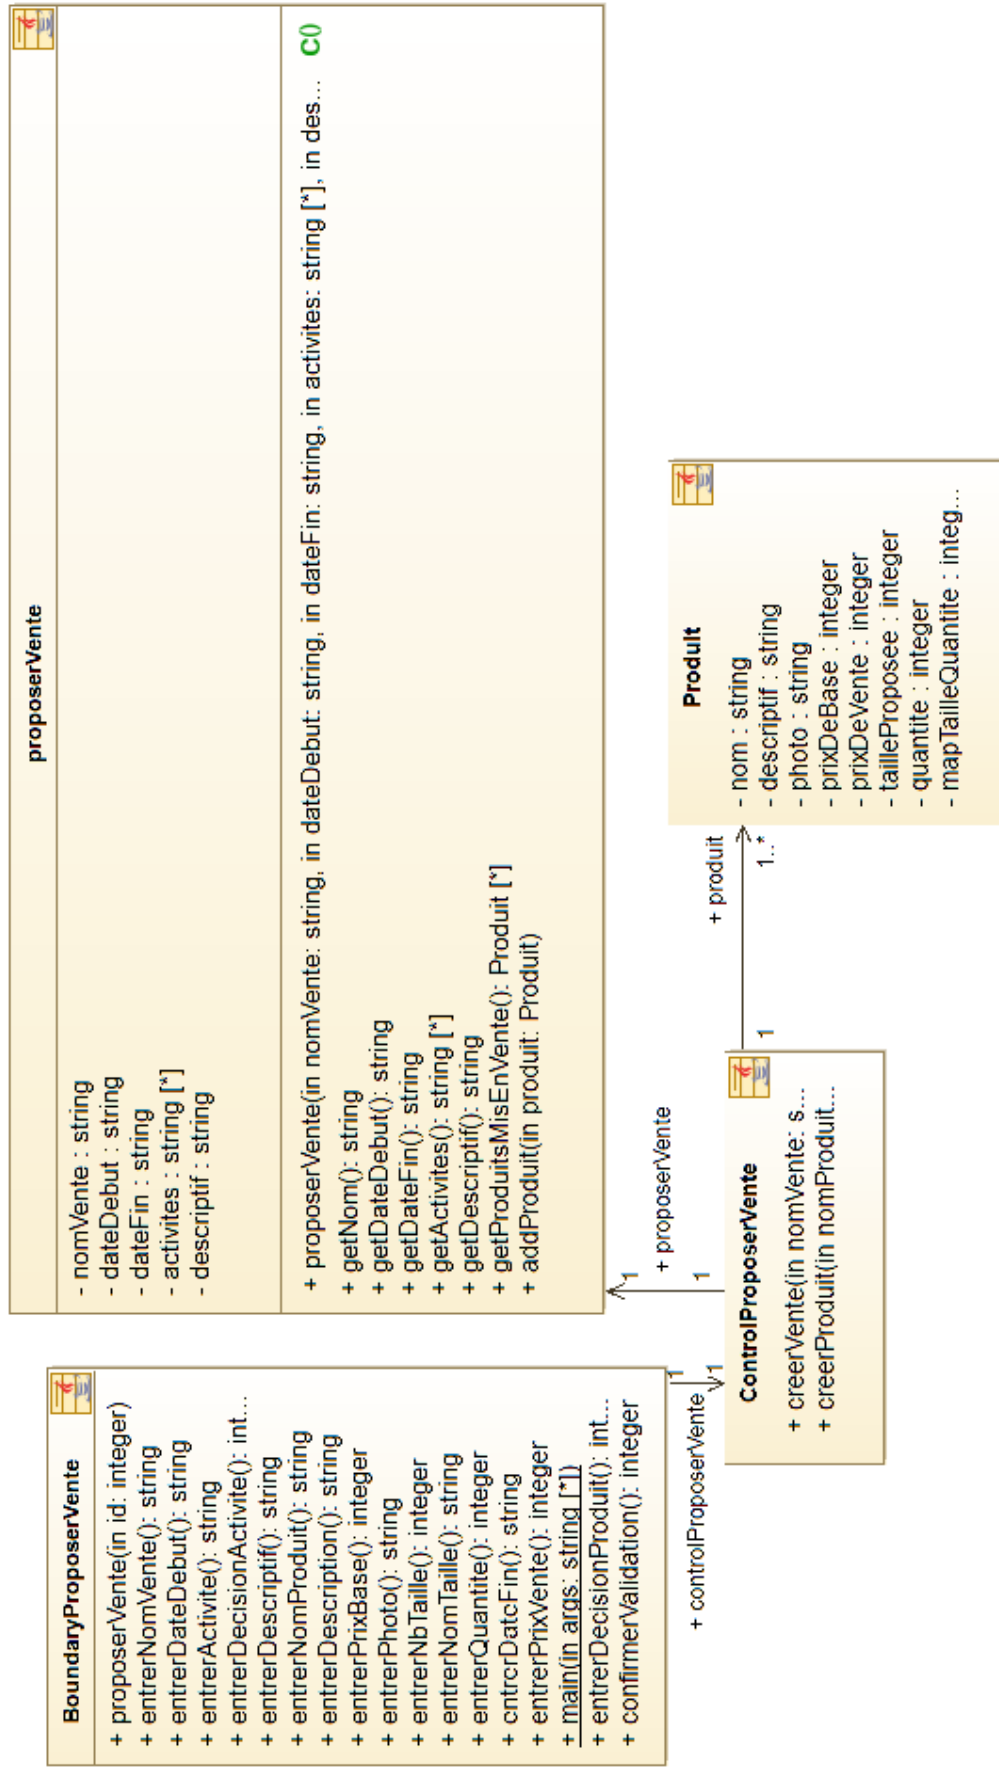 proposerVente
- nomVente : string
- dateDebut : string
- dateFin : string
- activites : string [*]
- descriptif : string
+ proposerVente(in nomVente: string, in dateDebut: string, in dateFin: string, in activites: string [*], in des... C()
+ getNom(): string
+ getDateDebut(): string
+ getDateFin(): string
+ getActivites(): string [*]
+ getDescriptif(): string
+ getProduitsMisEnVente(): Produit [*]
+ addProduit(in produit: Produit)
BoundaryProposerVente
+ proposerVente(in id: integer)
+ entrerNomVente(): string
+ entrerDateDebut(): string
+ entrerActivite(): string
+ entrerDecisionActivite(): int...
+ entrerDescriptif(): string
+ entrerNomProduit(): string
+ entrerDescription(): string
+ entrerPrixBase(): integer
+ entrerPhoto(): string
+ entrerNbTaille(): integer
+ entrerNomTaille(): string
+ entrerQuantite(): integer
+ entrerDateFin(): string
+ entrerPrixVente(): integer
+ main(in args: string [*])
+ entrerDecisionProduit(): int...
+ confirmerValidation(): integer
1
1
+ controlProposerVente
1
1
+ proposerVente
ControlProposerVente
+ creerVente(in nomVente: s...
+ creerProduit(in nomProduit...
1
+ produit
1..*
Produit
- nom : string
- descriptif : string
- photo : string
- prixDeBase : integer
- prixDeVente : integer
- tailleProposee : integer
- quantite : integer
- mapTailleQuantite : integ...